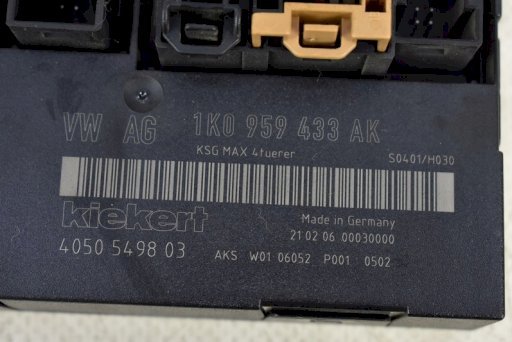 VW AG 1K0 959 433 AK
KSG MAX 4tuerer S0401/H030
kiekert Made in Germany
21 02 06 00030000
4050 5498 03 AKS W01 06052 P001 0502